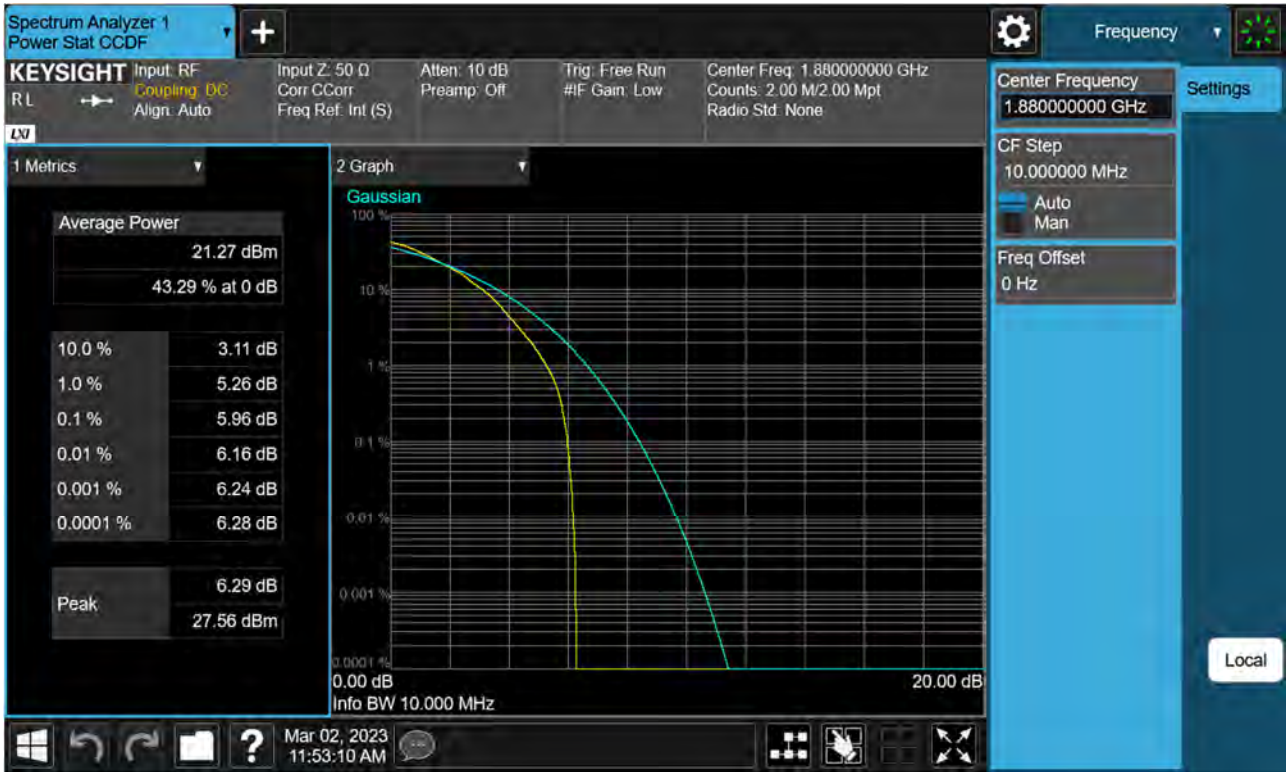 Spectrum Analyzer 1
Power Stat CCDF
+
Frequency
KEYSIGHT
RL
LXI
Input: RF
Coupling: DC
Align: Auto
Input Z: 50 Ω
Corr CCorr
Freq Ref: Int (S)
Atten: 10 dB
Preamp: Off
Trig: Free Run
#IF Gain: Low
Center Freq: 1.880000000 GHz
Counts: 2.00 M/2.00 Mpt
Radio Std: None
1 Metrics
Average Power
21.27 dBm
43.29 % at 0 dB
10.0 % 3.11 dB
1.0 % 5.26 dB
0.1 % 5.96 dB
0.01 % 6.16 dB
0.001 % 6.24 dB
0.0001 % 6.28 dB
Peak
6.29 dB
27.56 dBm
2 Graph
Gaussian
100 %
10 %
1 %
0.1 %
0.01 %
0.001 %
0.0001 %
0.00 dB 20.00 dB
Info BW 10.000 MHz
Center Frequency
1.880000000 GHz
CF Step
10.000000 MHz
Auto
Man
Freq Offset
0 Hz
Settings
Local
?
Mar 02, 2023
11:53:10 AM